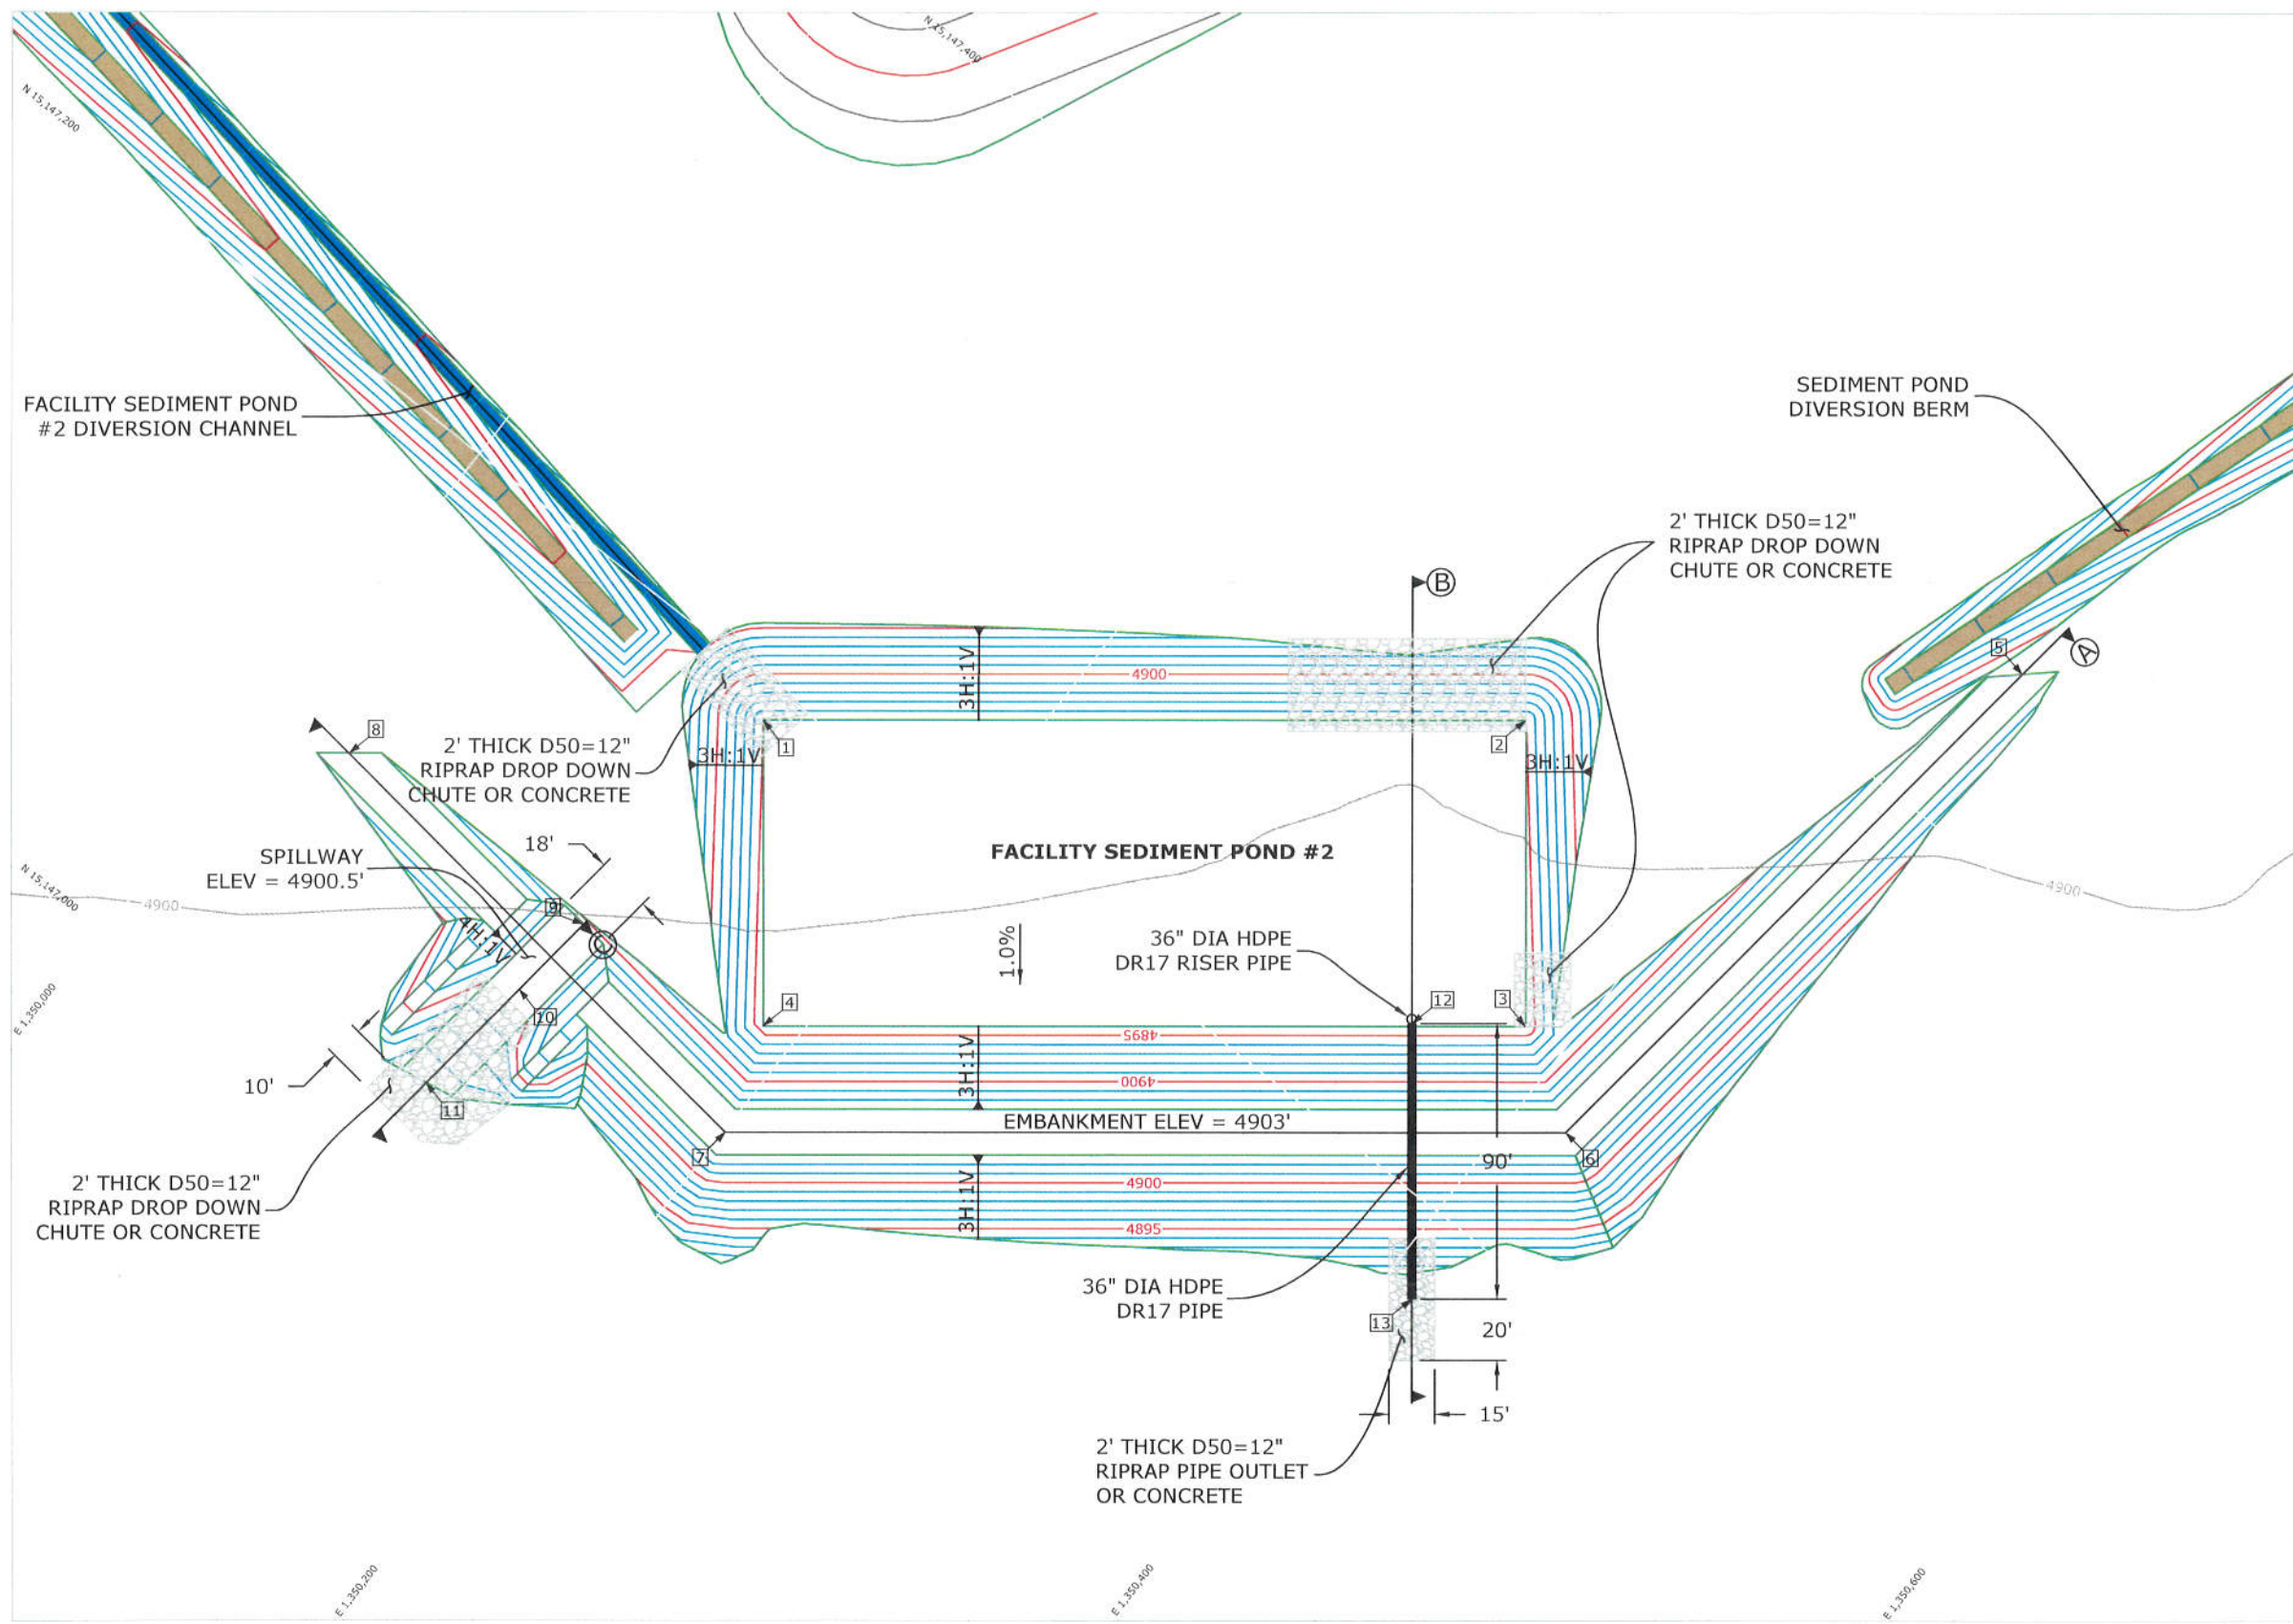 N 15,147,400
N 15,147,200
FACILITY SEDIMENT POND
#2 DIVERSION CHANNEL
SEDIMENT POND
DIVERSION BERM
2' THICK D50=12"
RIPRAP DROP DOWN
CHUTE OR CONCRETE
B
A
5
3H:1V
4900
8
2' THICK D50=12"
RIPRAP DROP DOWN
CHUTE OR CONCRETE
1
3H:1V
2
3H:1V
18'
SPILLWAY
ELEV = 4900.5'
FACILITY SEDIMENT POND #2
N 15,147,000
4900
9
C
4H:1V
4900
1.0%
36" DIA HDPE
DR17 RISER PIPE
E 1,350,000
4
12
3
10
4895
3H:1V
4900
10'
11
EMBANKMENT ELEV = 4903'
7
6
90'
3H:1V
4900
4895
2' THICK D50=12"
RIPRAP DROP DOWN
CHUTE OR CONCRETE
36" DIA HDPE
DR17 PIPE
13
20'
15'
2' THICK D50=12"
RIPRAP PIPE OUTLET
OR CONCRETE
E 1,350,200
E 1,350,400
E 1,350,600